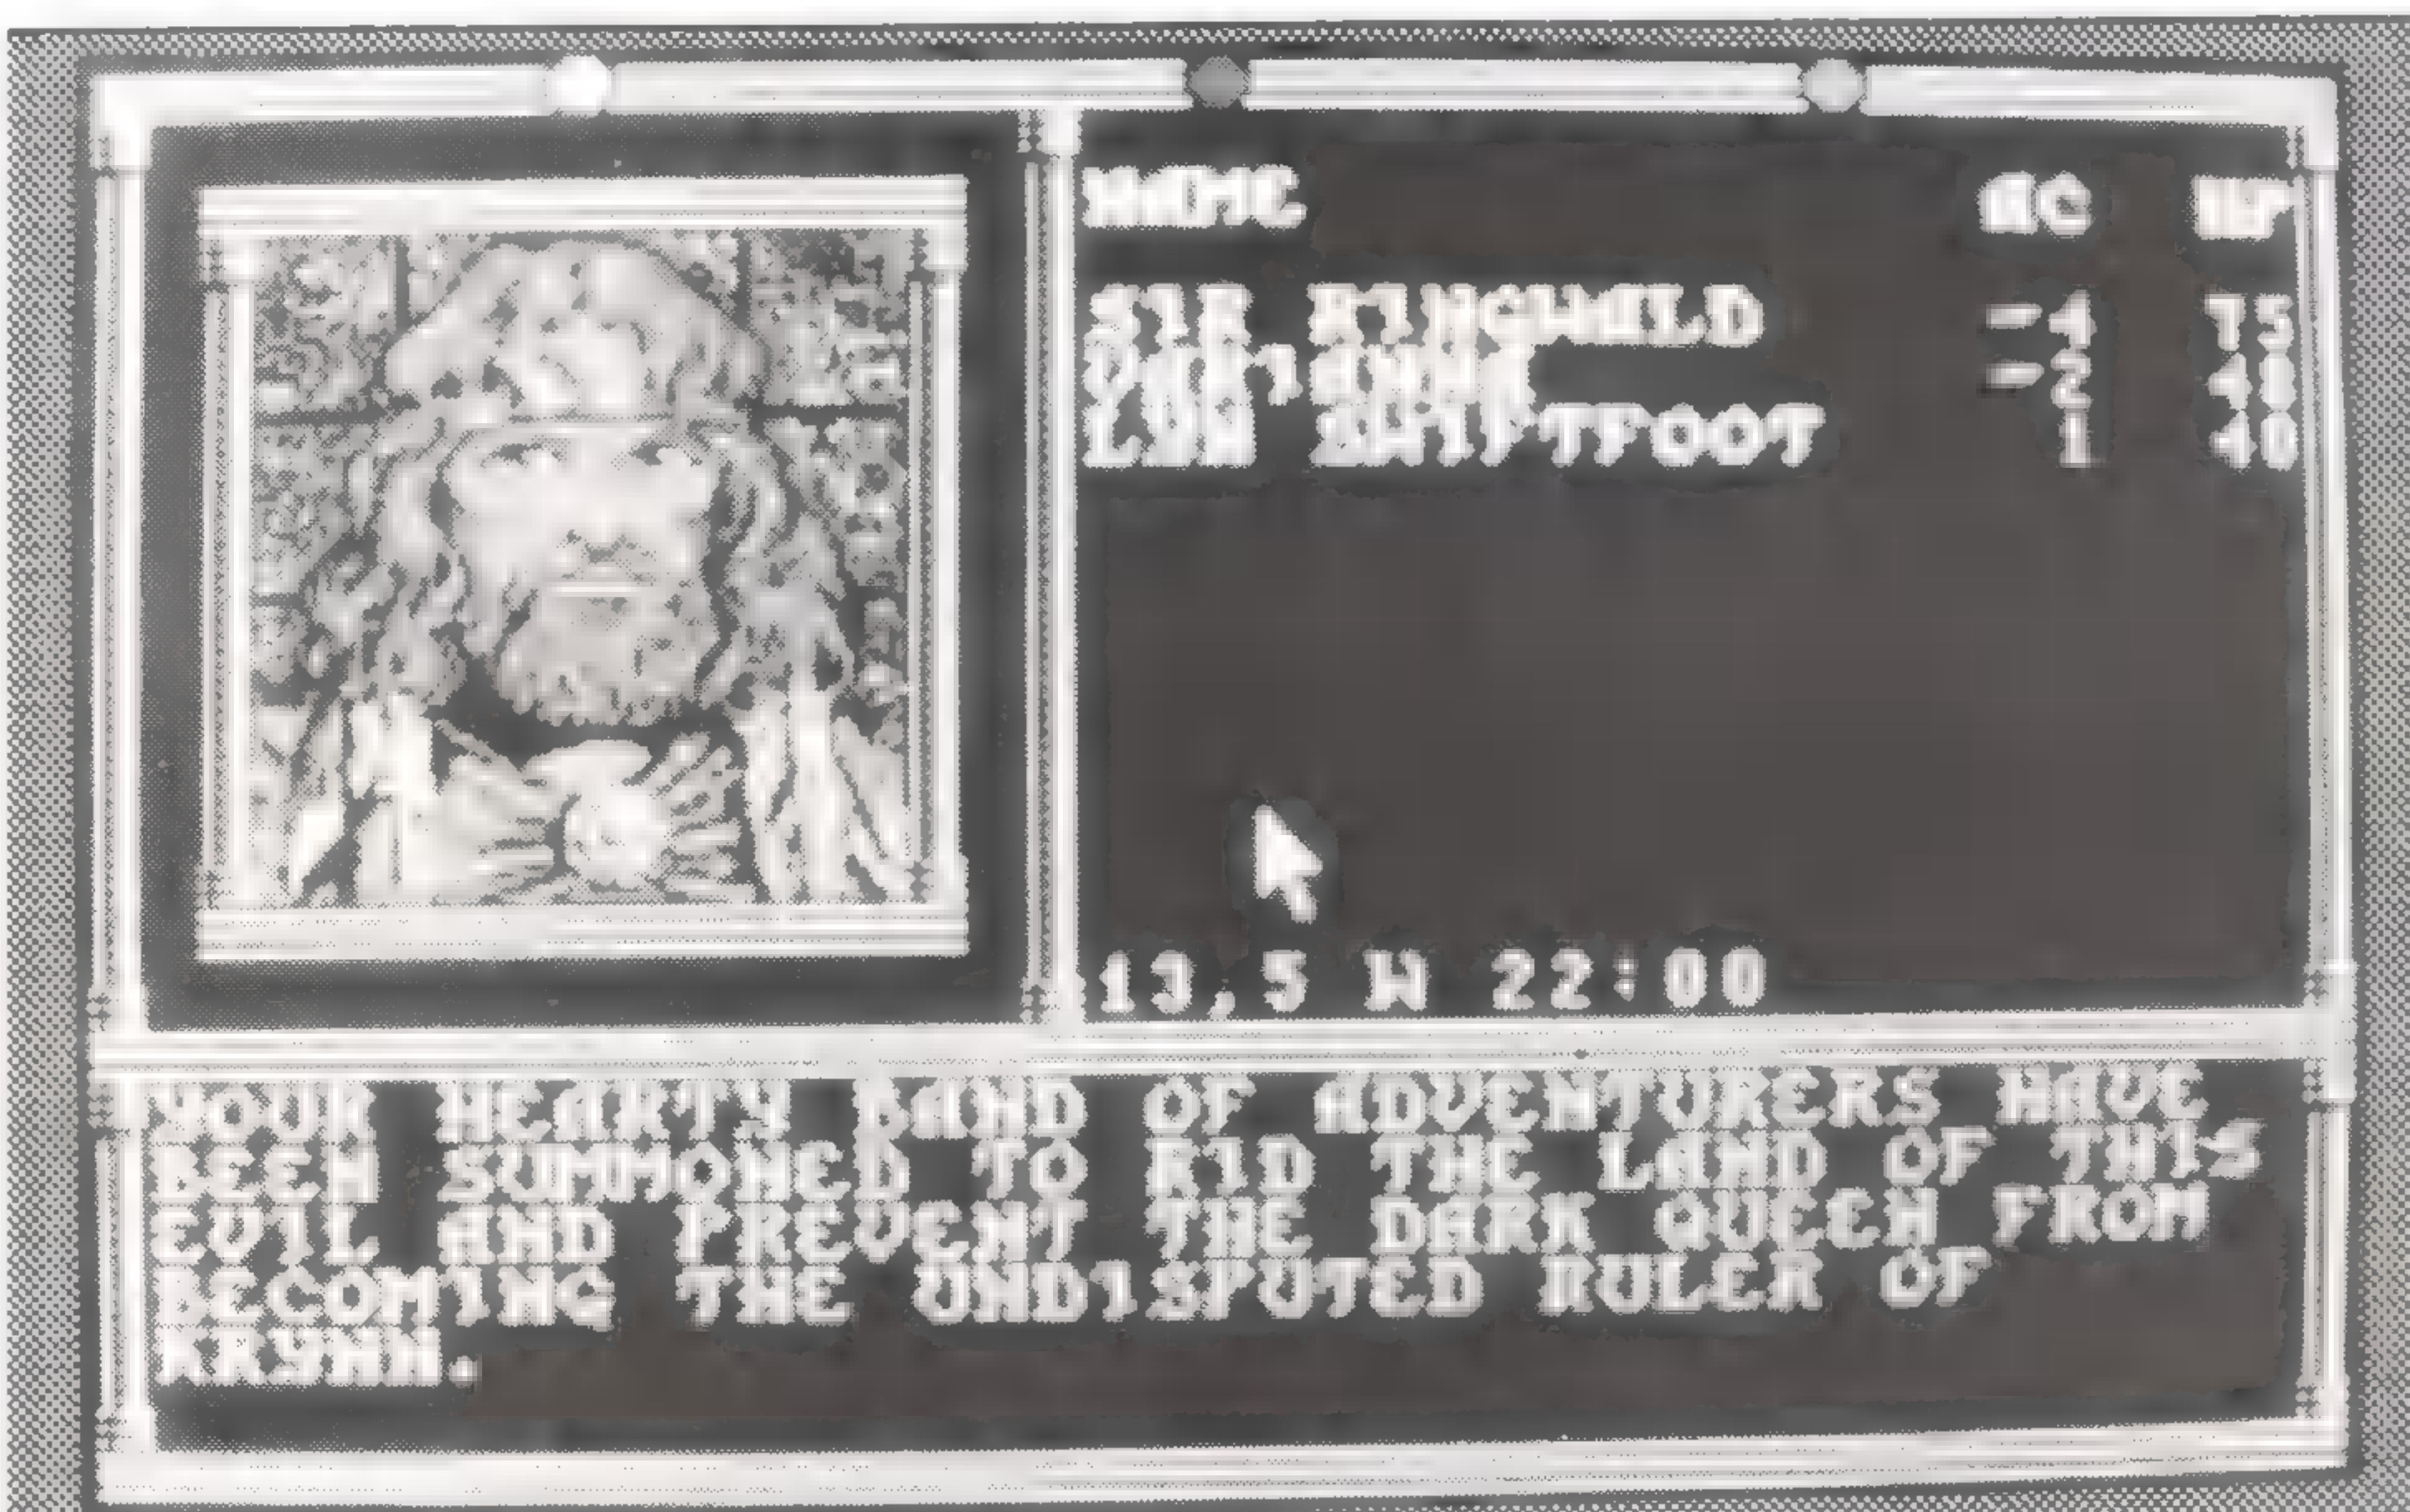 NAME AC HP
SIR RINGWHILD -4 75
-2 48
SWIFTFOOT 1 40
13,5 W 22:00
YOUR HEARTY BAND OF ADVENTURERS HAVE
BEEN SUMMONED TO RID THE LAND OF THIS
EVIL AND PREVENT THE DARK QUEEN FROM
BECOMING THE UNDISPUTED RULER OF
KRYNN.